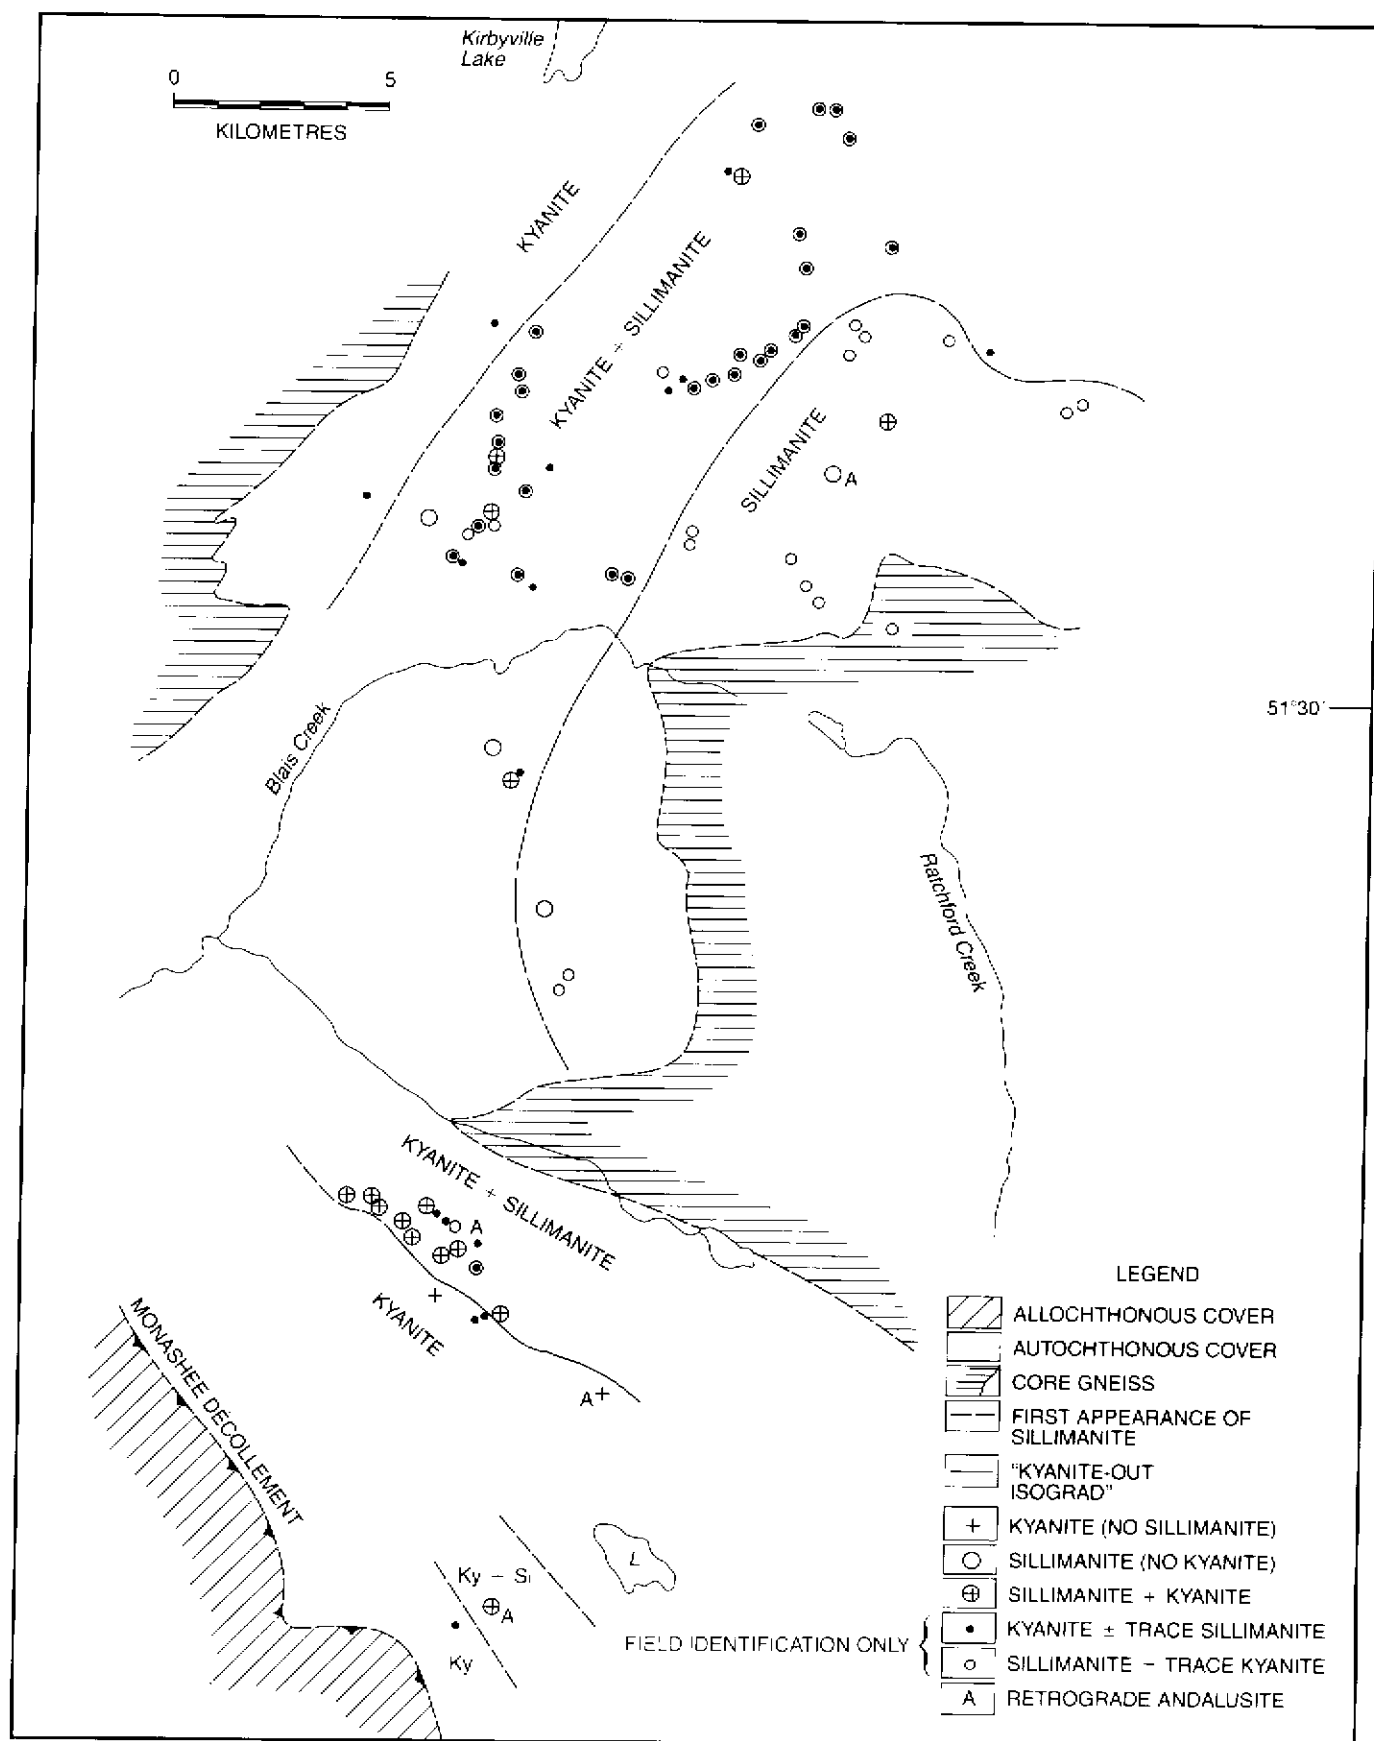 Kirbyville
Lake
0 5
KILOMETRES
KYANITE
KYANITE + SILLIMANITE
SILLIMANITE
A
51°30′
Blais Creek
Ratchford Creek
KYANITE + SILLIMANITE
A
KYANITE
A
MONASHEE DÉCOLLEMENT
L
Ky – Si
A
Ky
LEGEND
ALLOCHTHONOUS COVER
AUTOCHTHONOUS COVER
CORE GNEISS
FIRST APPEARANCE OF
SILLIMANITE
"KYANITE-OUT
ISOGRAD"
KYANITE (NO SILLIMANITE)
SILLIMANITE (NO KYANITE)
SILLIMANITE + KYANITE
FIELD IDENTIFICATION ONLY
KYANITE ± TRACE SILLIMANITE
SILLIMANITE – TRACE KYANITE
A RETROGRADE ANDALUSITE